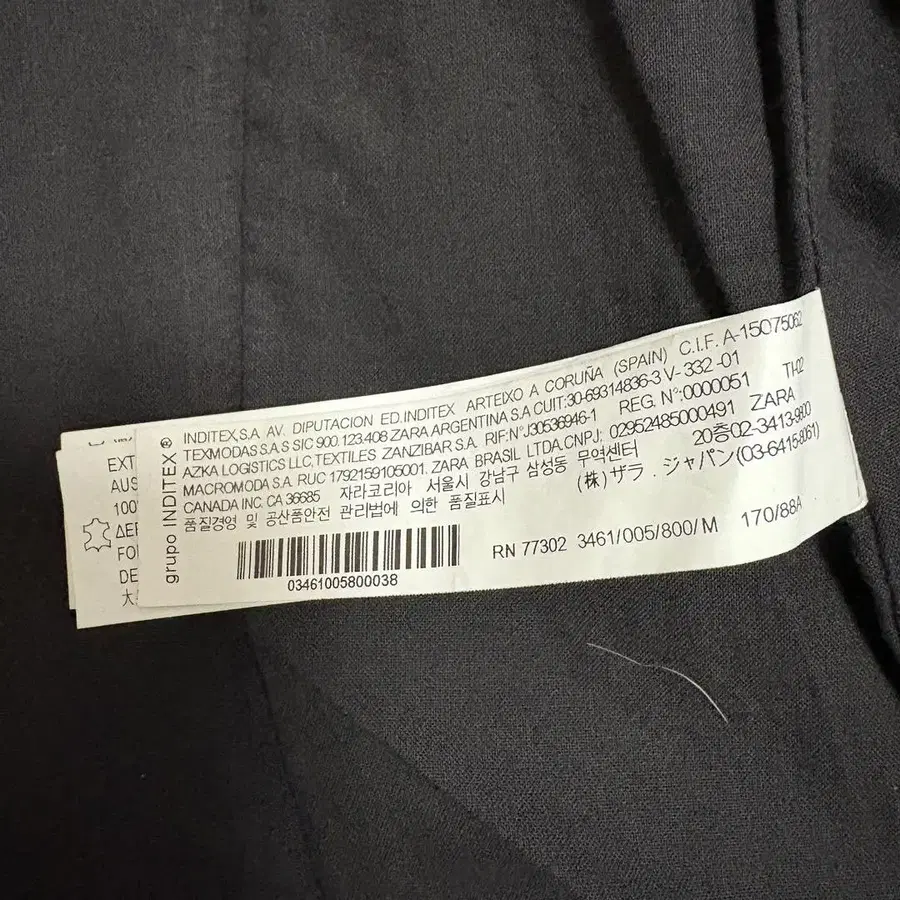 EXT
AUS
100
ΔΕΡ
FOI
DE
grupo INDITEX ®
INDITEX,S.A AV. DIPUTACION ED.INDITEX ARTEIXO A CORUÑA (SPAIN) C.I.F. A-15075062
TEXMODAS S.A.S SIC 900.123.408 ZARA ARGENTINA S.A CUIT:30-69314836-3 V- 332 -01
AZKA LOGISTICS LLC,TEXTILES ZANZIBAR S.A. RIF:N°J30536946-1 REG. N°:0000051 TI-02
MACROMODA S.A. RUC 1792159105001. ZARA BRASIL LTDA.CNPJ: 02952485000491 ZARA
CANADA INC. CA 36685 자라코리아 서울시 강남구 삼성동 무역센터 20층02-3413-9800
품질경영 및 공산품안전 관리법에 의한 품질표시 (株)ザラ . ジャパン(03-6415-8061)
03461005800038
RN 77302 3461/005/800/M 170/88A